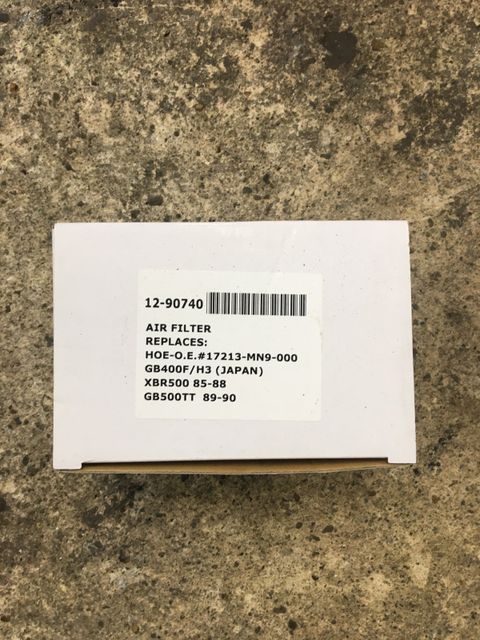 12-90740
AIR FILTER
REPLACES:
HOE-O.E.#17213-MN9-000
GB400F/H3 (JAPAN)
XBR500 85-88
GB500TT 89-90